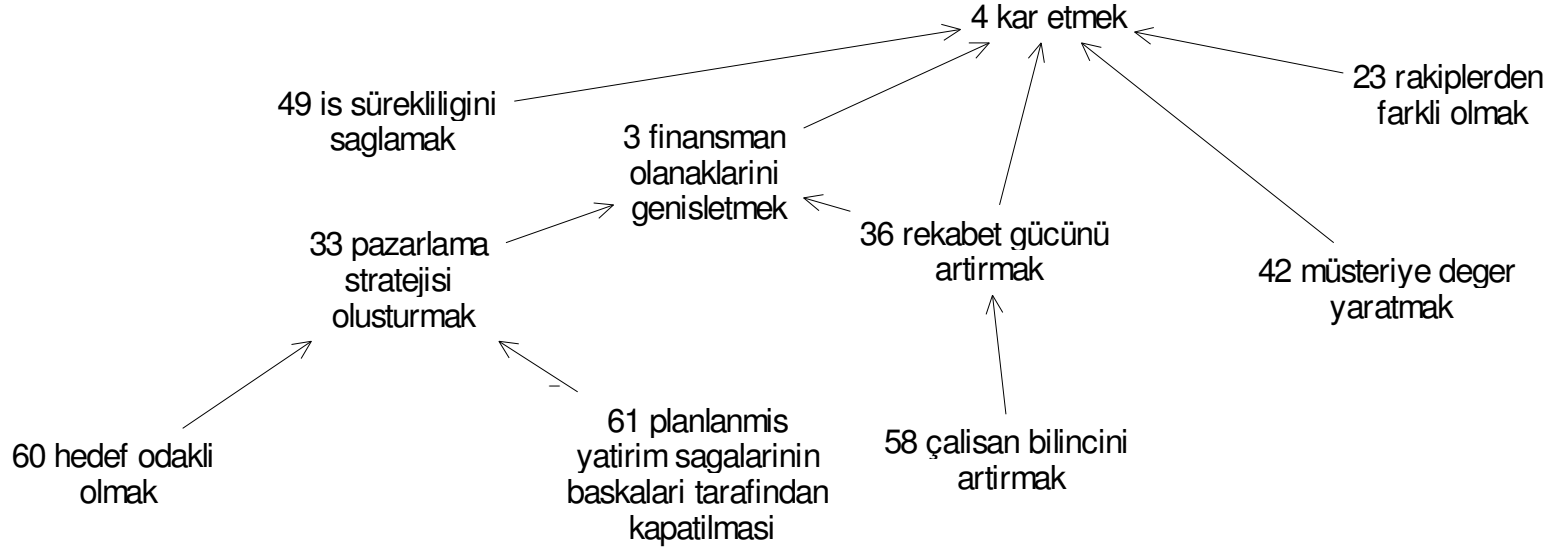 4 kar etmek
23 rakiplerden
farkli olmak
49 is sürekliligini
saglamak
3 finansman
olanaklarini
genisletmek
33 pazarlama
stratejisi
olusturmak
36 rekabet gücünü
artirmak
42 müsteriye deger
yaratmak
60 hedef odakli
olmak
61 planlanmis
yatirim sagalarinin
baskalari tarafindan
kapatilmasi
58 çalisan bilincini
artirmak